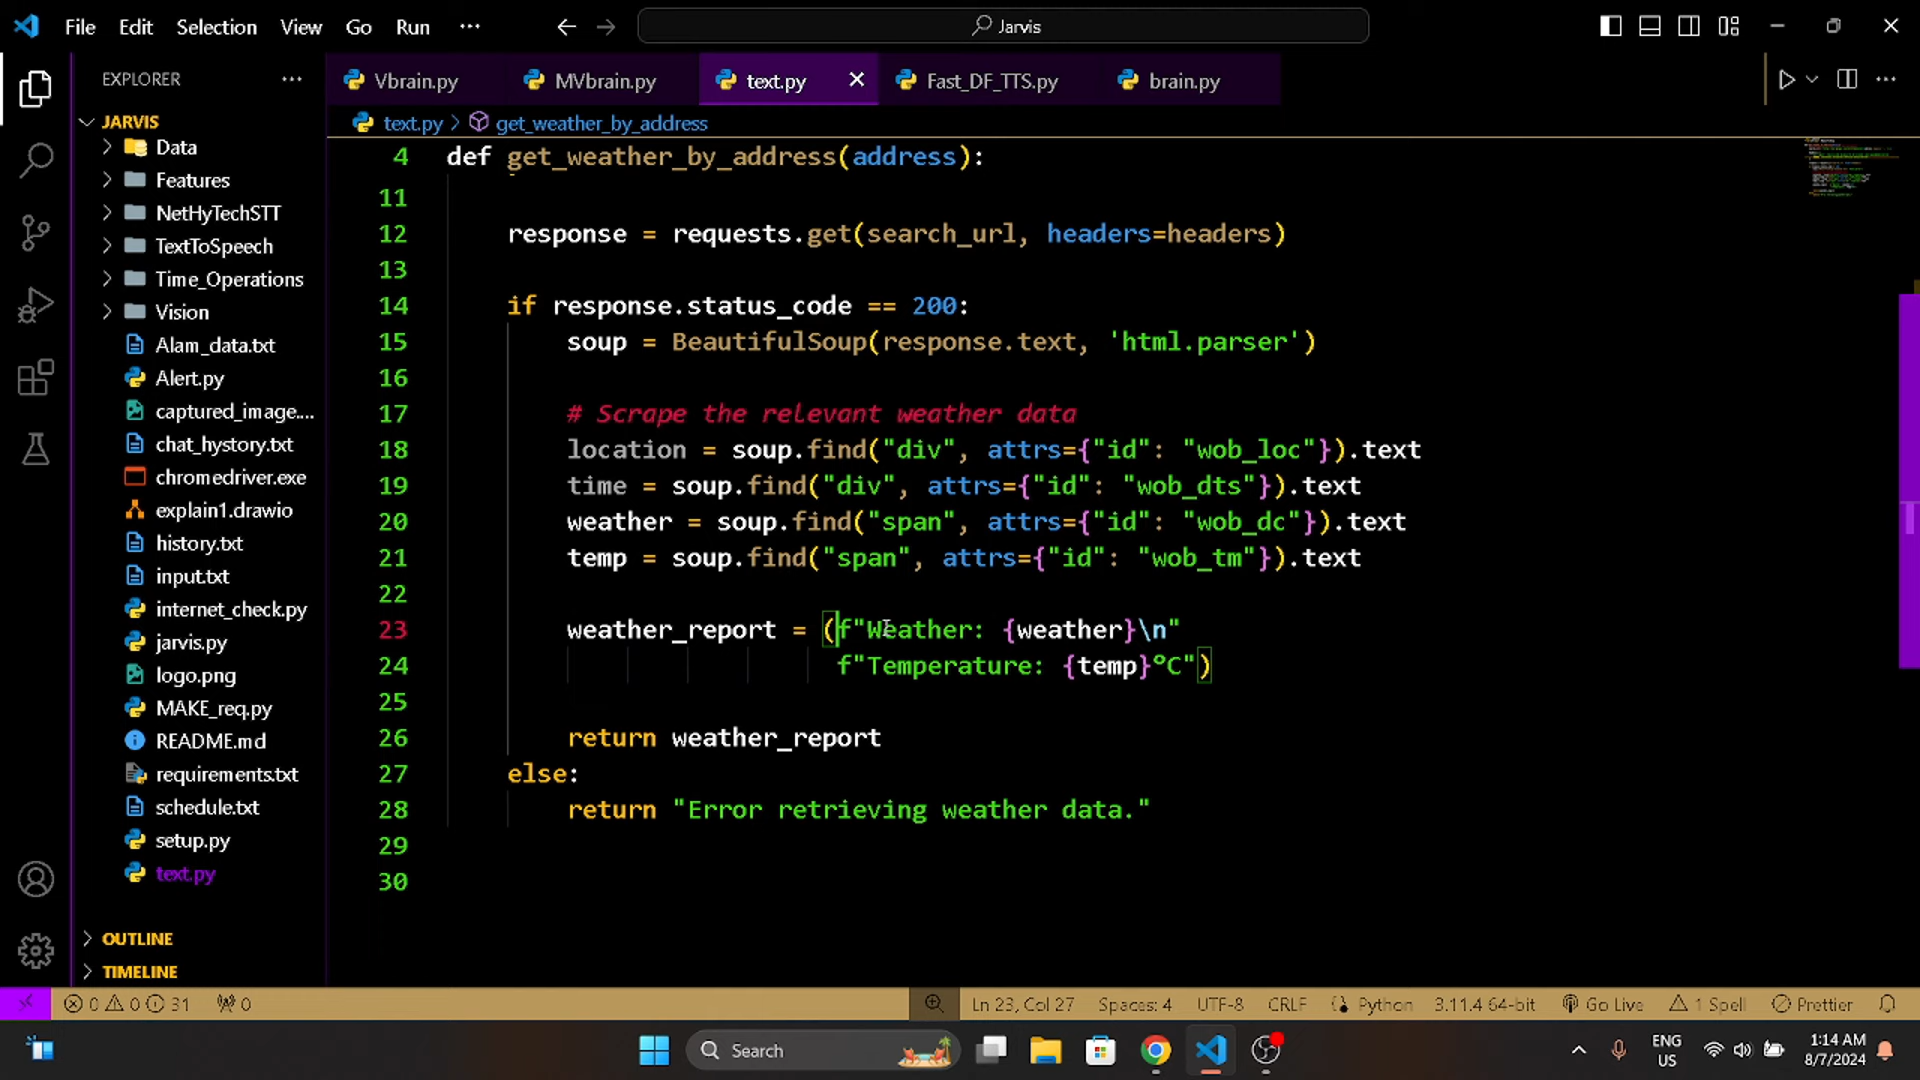 File Edit Selection View Go Run ··· Jarvis
EXPLORER ···
JARVIS
Data
Features
NetHyTechSTT
TextToSpeech
Time_Operations
Vision
Alam_data.txt
Alert.py
captured_image....
chat_hystory.txt
chromedriver.exe
explain1.drawio
history.txt
input.txt
internet_check.py
jarvis.py
logo.png
MAKE_req.py
README.md
requirements.txt
schedule.txt
setup.py
text.py
OUTLINE
TIMELINE
Vbrain.py MVbrain.py text.py Fast_DF_TTS.py brain.py
text.py > get_weather_by_address
4 def get_weather_by_address(address):
11
12 response = requests.get(search_url, headers=headers)
13
14 if response.status_code == 200:
15 soup = BeautifulSoup(response.text, 'html.parser')
16
17 # Scrape the relevant weather data
18 location = soup.find("div", attrs={"id": "wob_loc"}).text
19 time = soup.find("div", attrs={"id": "wob_dts"}).text
20 weather = soup.find("span", attrs={"id": "wob_dc"}).text
21 temp = soup.find("span", attrs={"id": "wob_tm"}).text
22
23 weather_report = (f"Weather: {weather}\n"
24 f"Temperature: {temp}°C")
25
26 return weather_report
27 else:
28 return "Error retrieving weather data."
29
30
0 0 31 0 Ln 23, Col 27 Spaces: 4 UTF-8 CRLF Python 3.11.4 64-bit Go Live 1 Spell Prettier
Search ENG US 1:14 AM 8/7/2024